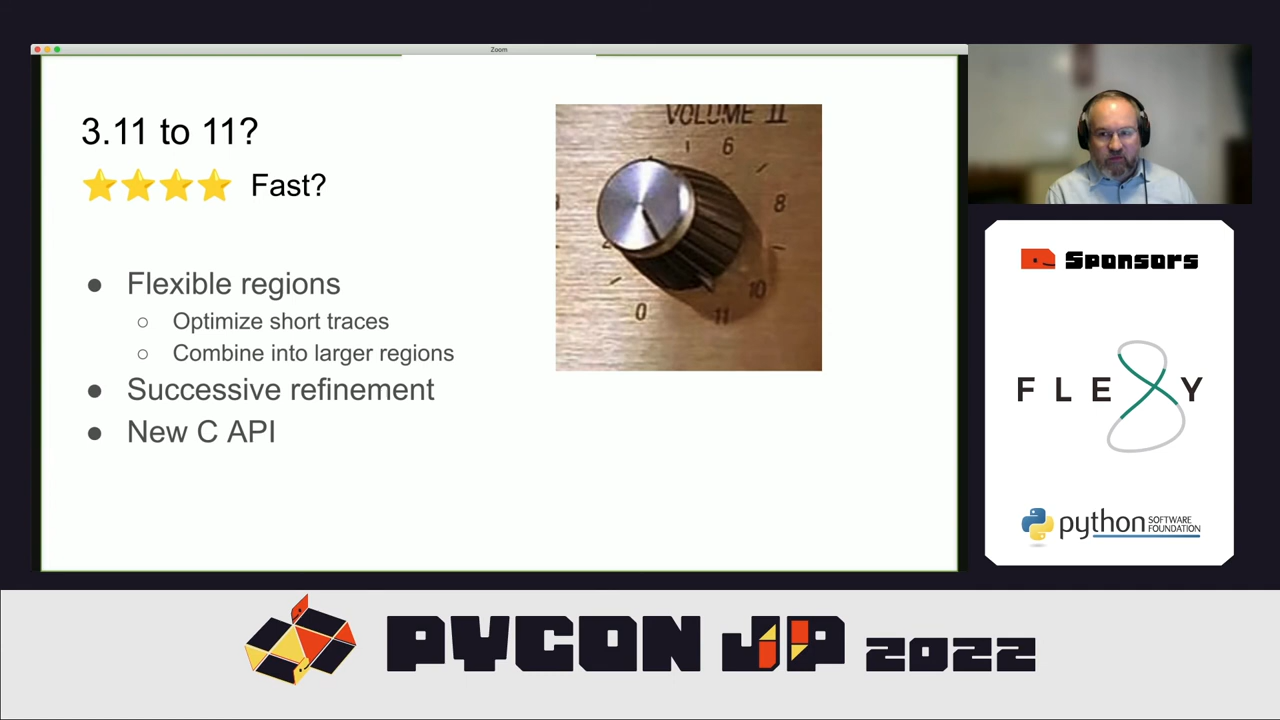 Zoom
3.11 to 11?
Fast?
● Flexible regions
○ Optimize short traces
○ Combine into larger regions
● Successive refinement
● New C API
VOLUME II
6
8
10
11
0
Sponsors
FLE8Y
python SOFTWARE FOUNDATION
PYCON JP 2022